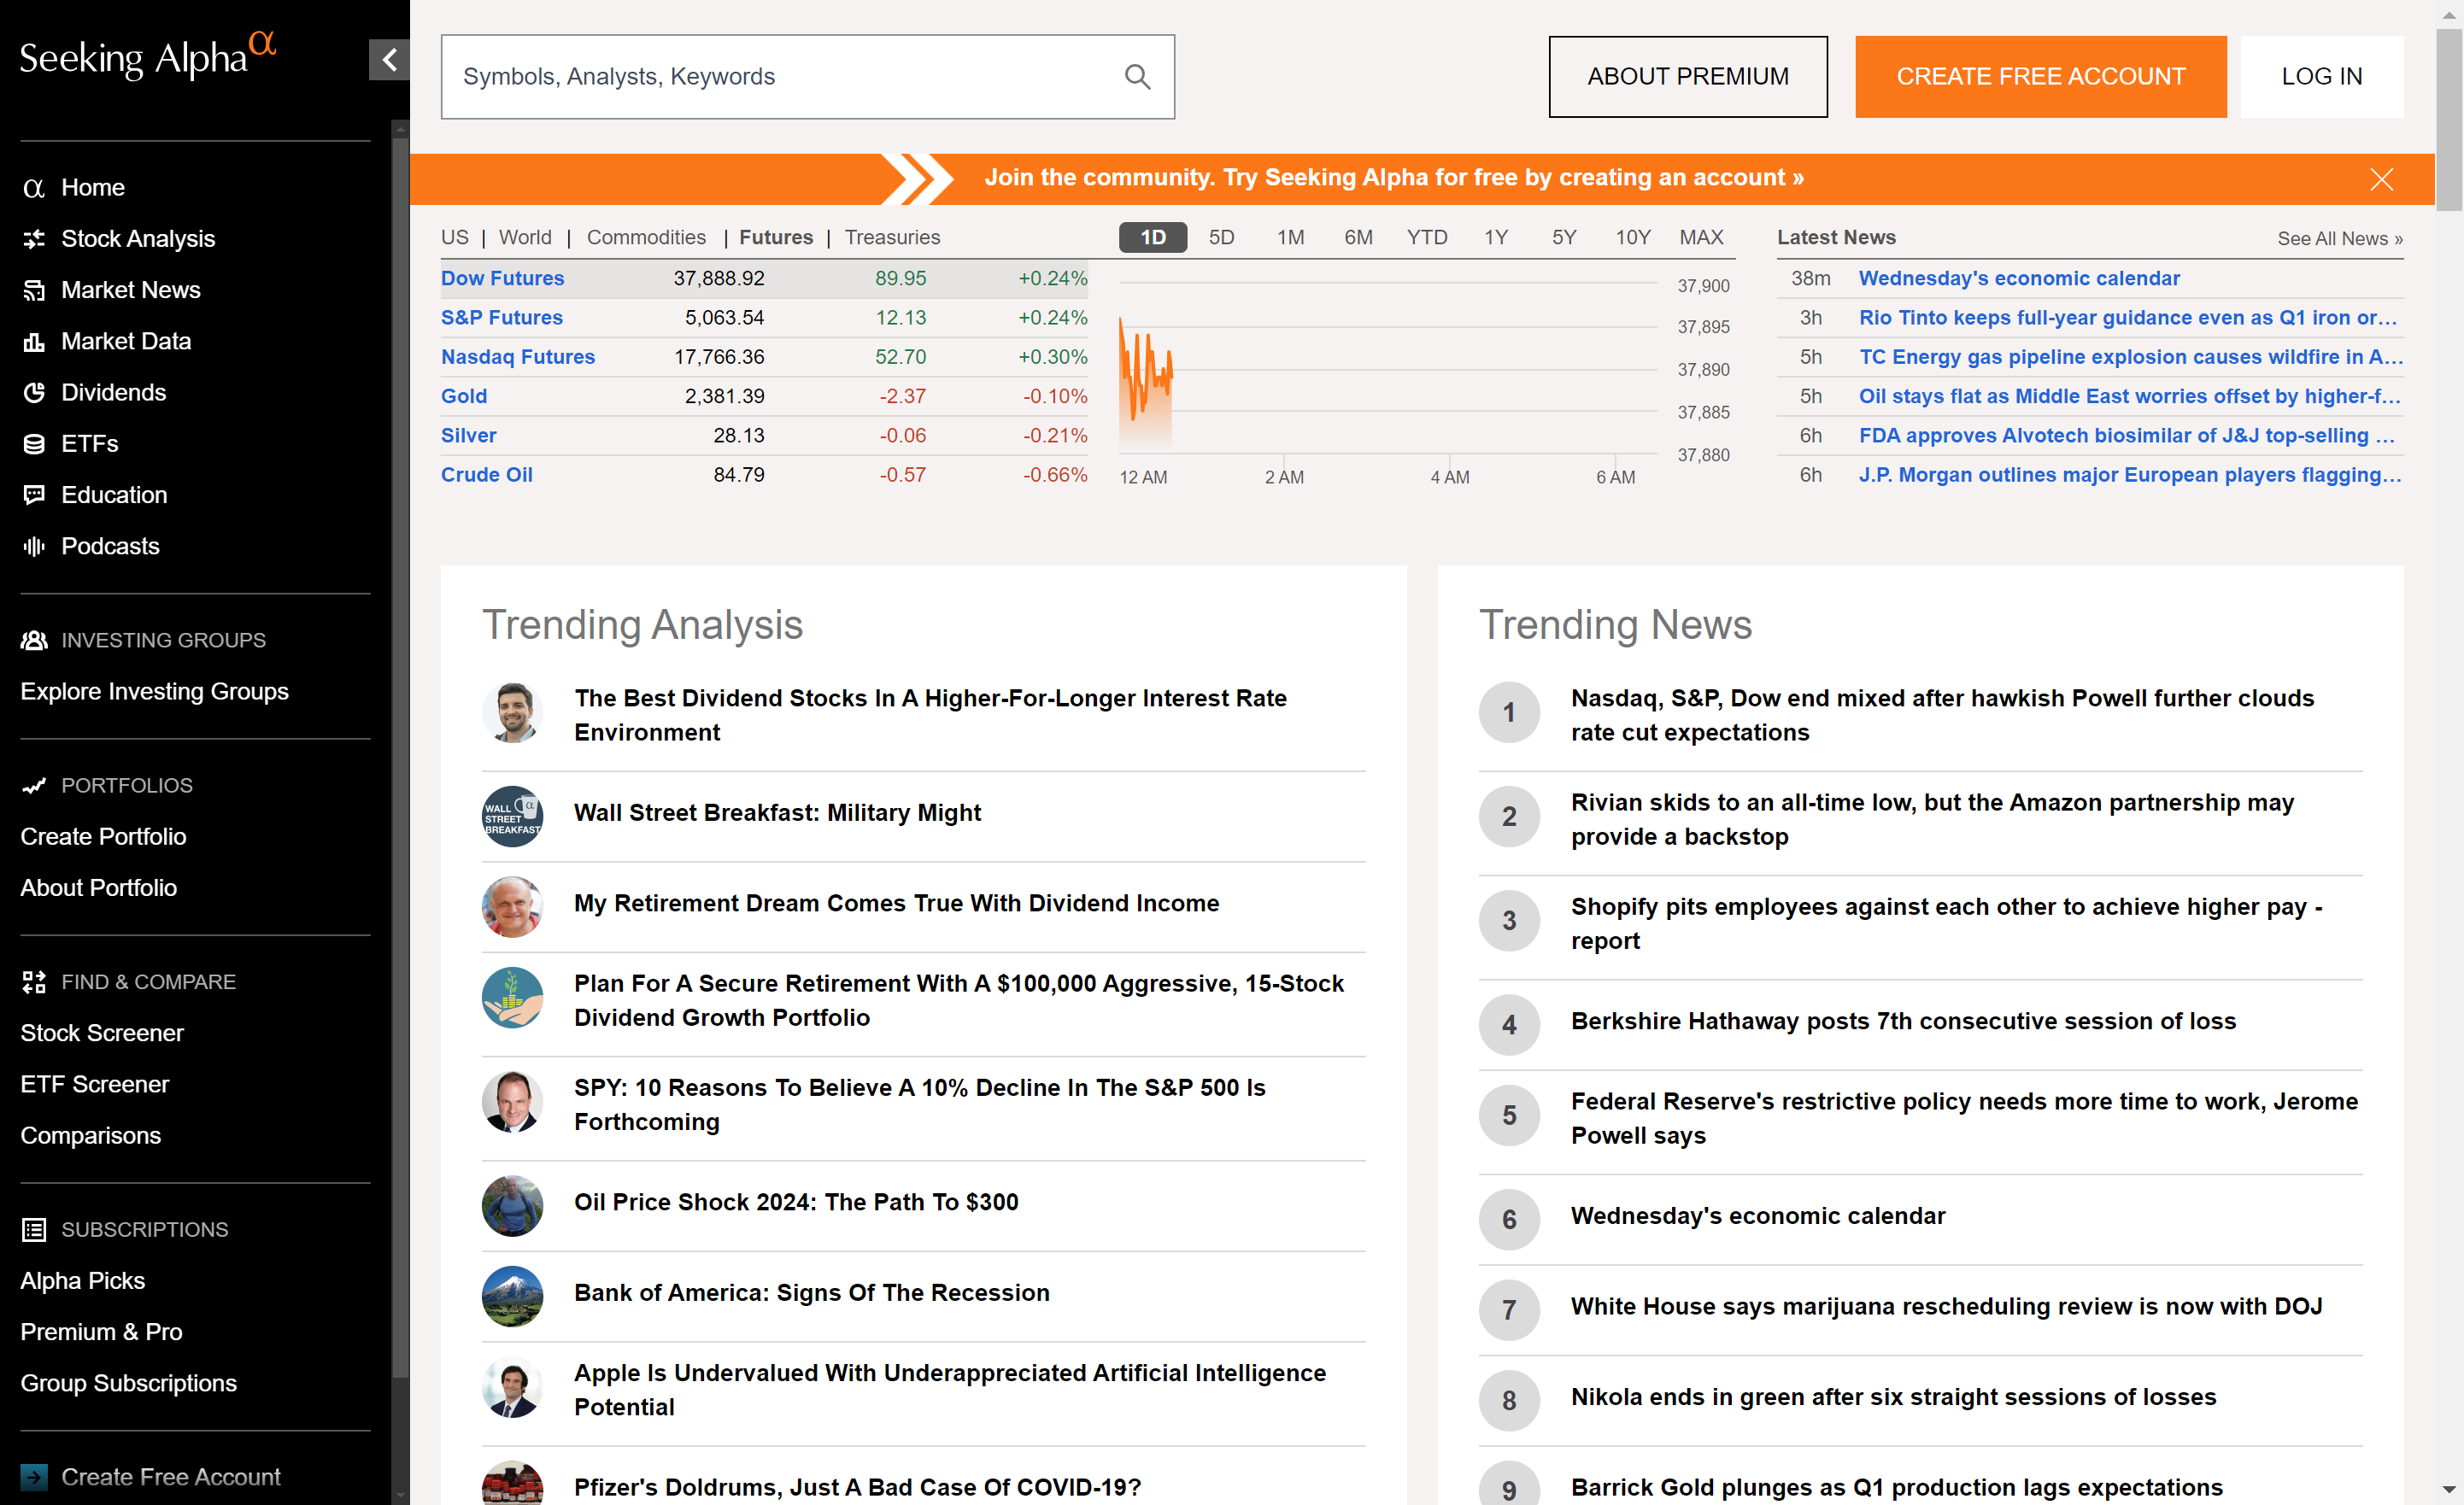 Seeking Alpha α
Home
Stock Analysis
Market News
Market Data
Dividends
ETFs
Education
Podcasts
INVESTING GROUPS
Explore Investing Groups
PORTFOLIOS
Create Portfolio
About Portfolio
FIND & COMPARE
Stock Screener
ETF Screener
Comparisons
SUBSCRIPTIONS
Alpha Picks
Premium & Pro
Group Subscriptions
Create Free Account
Symbols, Analysts, Keywords
ABOUT PREMIUM
CREATE FREE ACCOUNT
LOG IN
Join the community. Try Seeking Alpha for free by creating an account »
US | World | Commodities | Futures | Treasuries
Dow Futures 37,888.92 89.95 +0.24%
S&P Futures 5,063.54 12.13 +0.24%
Nasdaq Futures 17,766.36 52.70 +0.30%
Gold 2,381.39 -2.37 -0.10%
Silver 28.13 -0.06 -0.21%
Crude Oil 84.79 -0.57 -0.66%
1D 5D 1M 6M YTD 1Y 5Y 10Y MAX
37,900
37,895
37,890
37,885
37,880
12 AM 2 AM 4 AM 6 AM
Latest News See All News »
38m Wednesday's economic calendar
3h Rio Tinto keeps full-year guidance even as Q1 iron or...
5h TC Energy gas pipeline explosion causes wildfire in A...
5h Oil stays flat as Middle East worries offset by higher-f...
6h FDA approves Alvotech biosimilar of J&J top-selling ...
6h J.P. Morgan outlines major European players flagging...
Trending Analysis
The Best Dividend Stocks In A Higher-For-Longer Interest Rate
Environment
WALL
STREET
BREAKFAST
α
Wall Street Breakfast: Military Might
My Retirement Dream Comes True With Dividend Income
Plan For A Secure Retirement With A $100,000 Aggressive, 15-Stock
Dividend Growth Portfolio
SPY: 10 Reasons To Believe A 10% Decline In The S&P 500 Is
Forthcoming
Oil Price Shock 2024: The Path To $300
Bank of America: Signs Of The Recession
Apple Is Undervalued With Underappreciated Artificial Intelligence
Potential
Pfizer's Doldrums, Just A Bad Case Of COVID-19?
Trending News
1 Nasdaq, S&P, Dow end mixed after hawkish Powell further clouds
rate cut expectations
2 Rivian skids to an all-time low, but the Amazon partnership may
provide a backstop
3 Shopify pits employees against each other to achieve higher pay -
report
4 Berkshire Hathaway posts 7th consecutive session of loss
5 Federal Reserve's restrictive policy needs more time to work, Jerome
Powell says
6 Wednesday's economic calendar
7 White House says marijuana rescheduling review is now with DOJ
8 Nikola ends in green after six straight sessions of losses
9 Barrick Gold plunges as Q1 production lags expectations